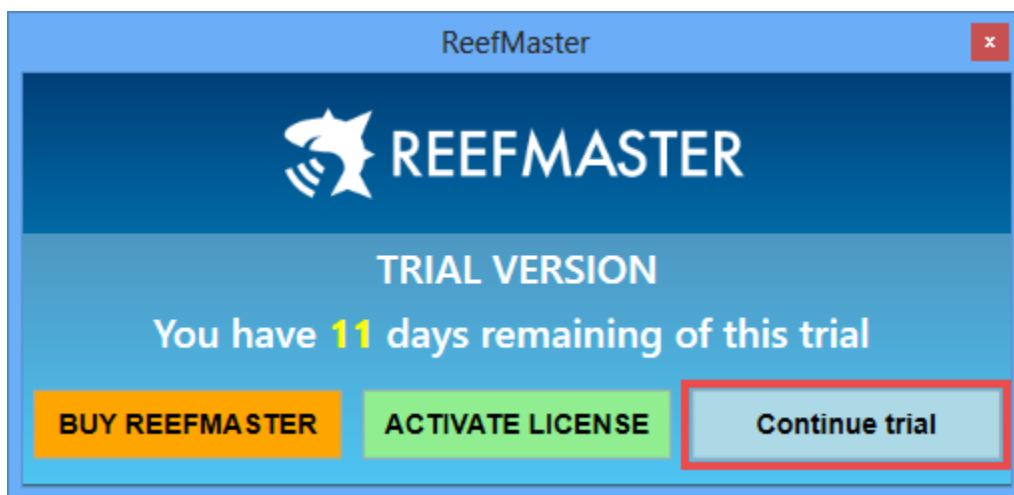 ReefMaster
x
REEFMASTER
TRIAL VERSION
You have 11 days remaining of this trial
BUY REEFMASTER ACTIVATE LICENSE Continue trial